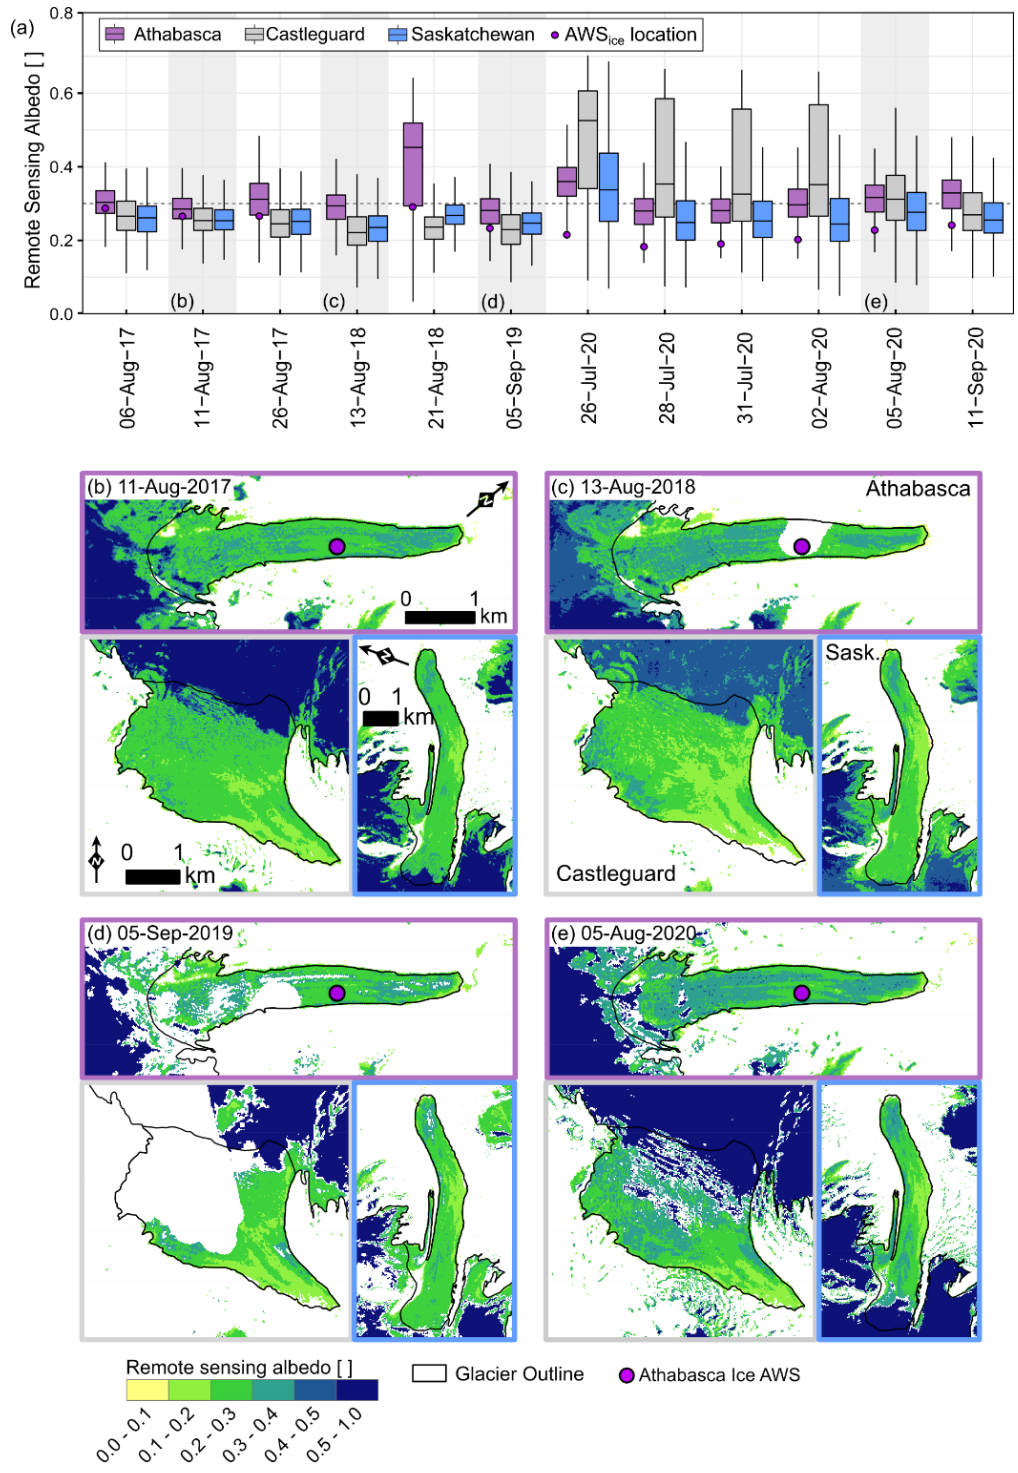 (a)
Remote Sensing Albedo [ ]
0.8
0.6
0.4
0.2
0.0
Athabasca
Castleguard
Saskatchewan
AWSice location
(b)
(c)
(d)
(e)
06-Aug-17
11-Aug-17
26-Aug-17
13-Aug-18
21-Aug-18
05-Sep-19
26-Jul-20
28-Jul-20
31-Jul-20
02-Aug-20
05-Aug-20
11-Sep-20
(b) 11-Aug-2017
N
0 1
km
N
0 1
km
N
0 1
km
(c) 13-Aug-2018
Athabasca
Sask.
Castleguard
(d) 05-Sep-2019
(e) 05-Aug-2020
Remote sensing albedo [ ]
0.0 - 0.1
0.1 - 0.2
0.2 - 0.3
0.3 - 0.4
0.4 - 0.5
0.5 - 1.0
Glacier Outline
Athabasca Ice AWS